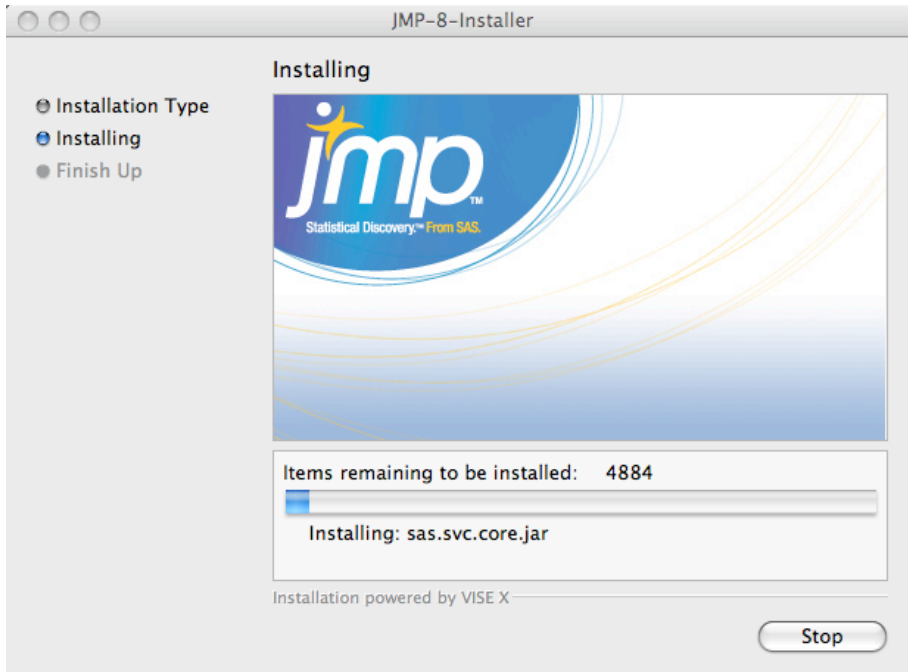 JMP-8-Installer
Installation Type
Installing
Finish Up
Installing
jmp™
Statistical Discovery.™ From SAS.
Items remaining to be installed: 4884
Installing: sas.svc.core.jar
Installation powered by VISE X
Stop